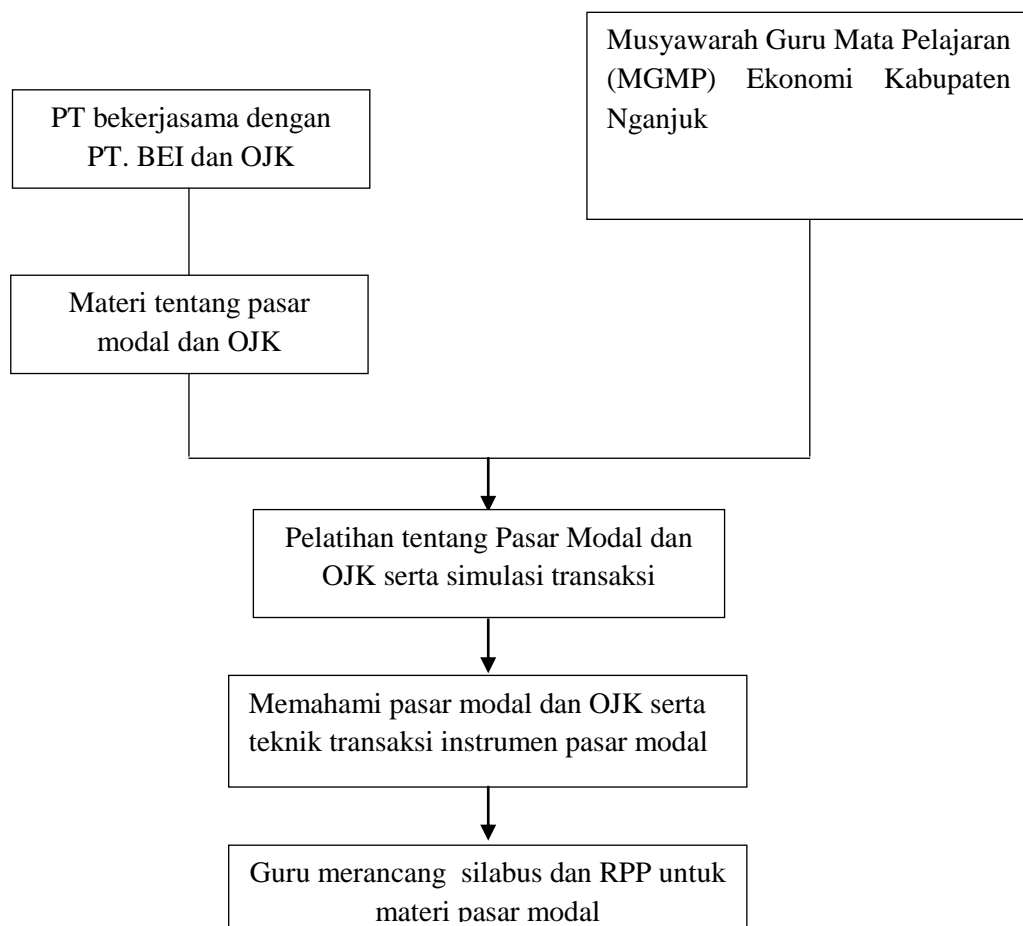 Musyawarah Guru Mata Pelajaran
(MGMP) Ekonomi Kabupaten
Nganjuk
PT bekerjasama dengan
PT. BEI dan OJK
Materi tentang pasar
modal dan OJK
Pelatihan tentang Pasar Modal dan
OJK serta simulasi transaksi
Memahami pasar modal dan OJK serta
teknik transaksi instrumen pasar modal
Guru merancang silabus dan RPP untuk
materi pasar modal